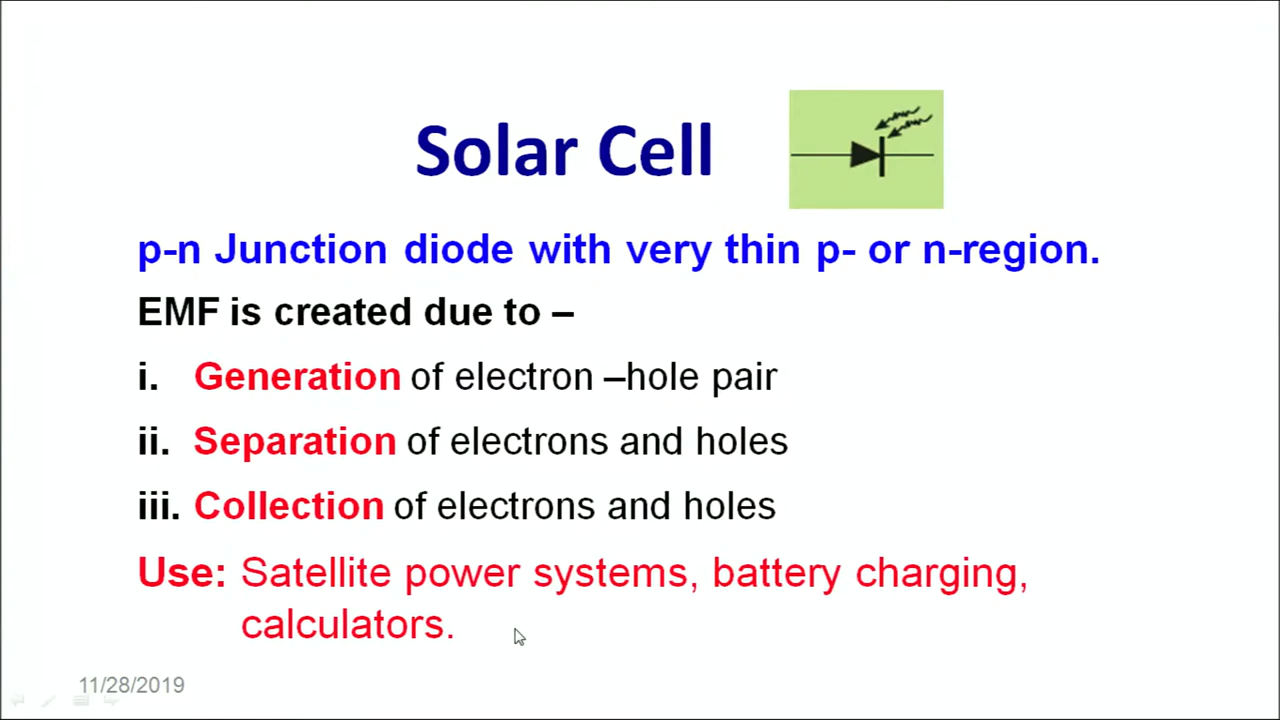 Solar Cell
p-n Junction diode with very thin p- or n-region.
EMF is created due to –
i. Generation of electron –hole pair
ii. Separation of electrons and holes
iii. Collection of electrons and holes
Use: Satellite power systems, battery charging,
calculators.
11/28/2019